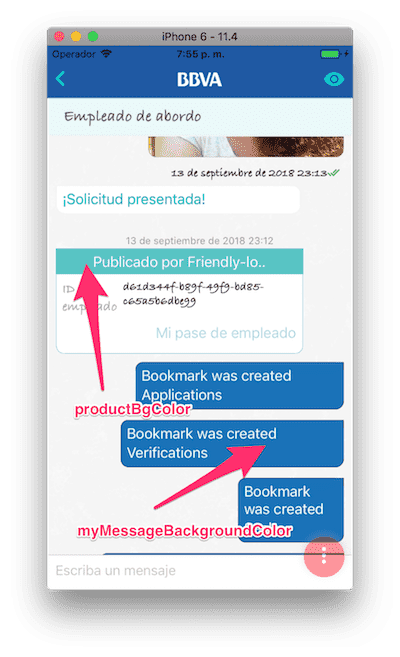 iPhone 6 - 11.4
Operador
7:55 p. m.
BBVA
Empleado de abordo
13 de septiembre de 2018 23:13
¡Solicitud presentada!
13 de septiembre de 2018 23:12
Publicado por Friendly-lo..
ID
empleado
d61d344f-b89f-49f9-bd85-
c65a5b6dbe99
Mi pase de empleado
Bookmark was created
Applications
productBgColor
Bookmark was created
Verifications
Bookmark
was created
myMessageBackgroundColor
Escriba un mensaje